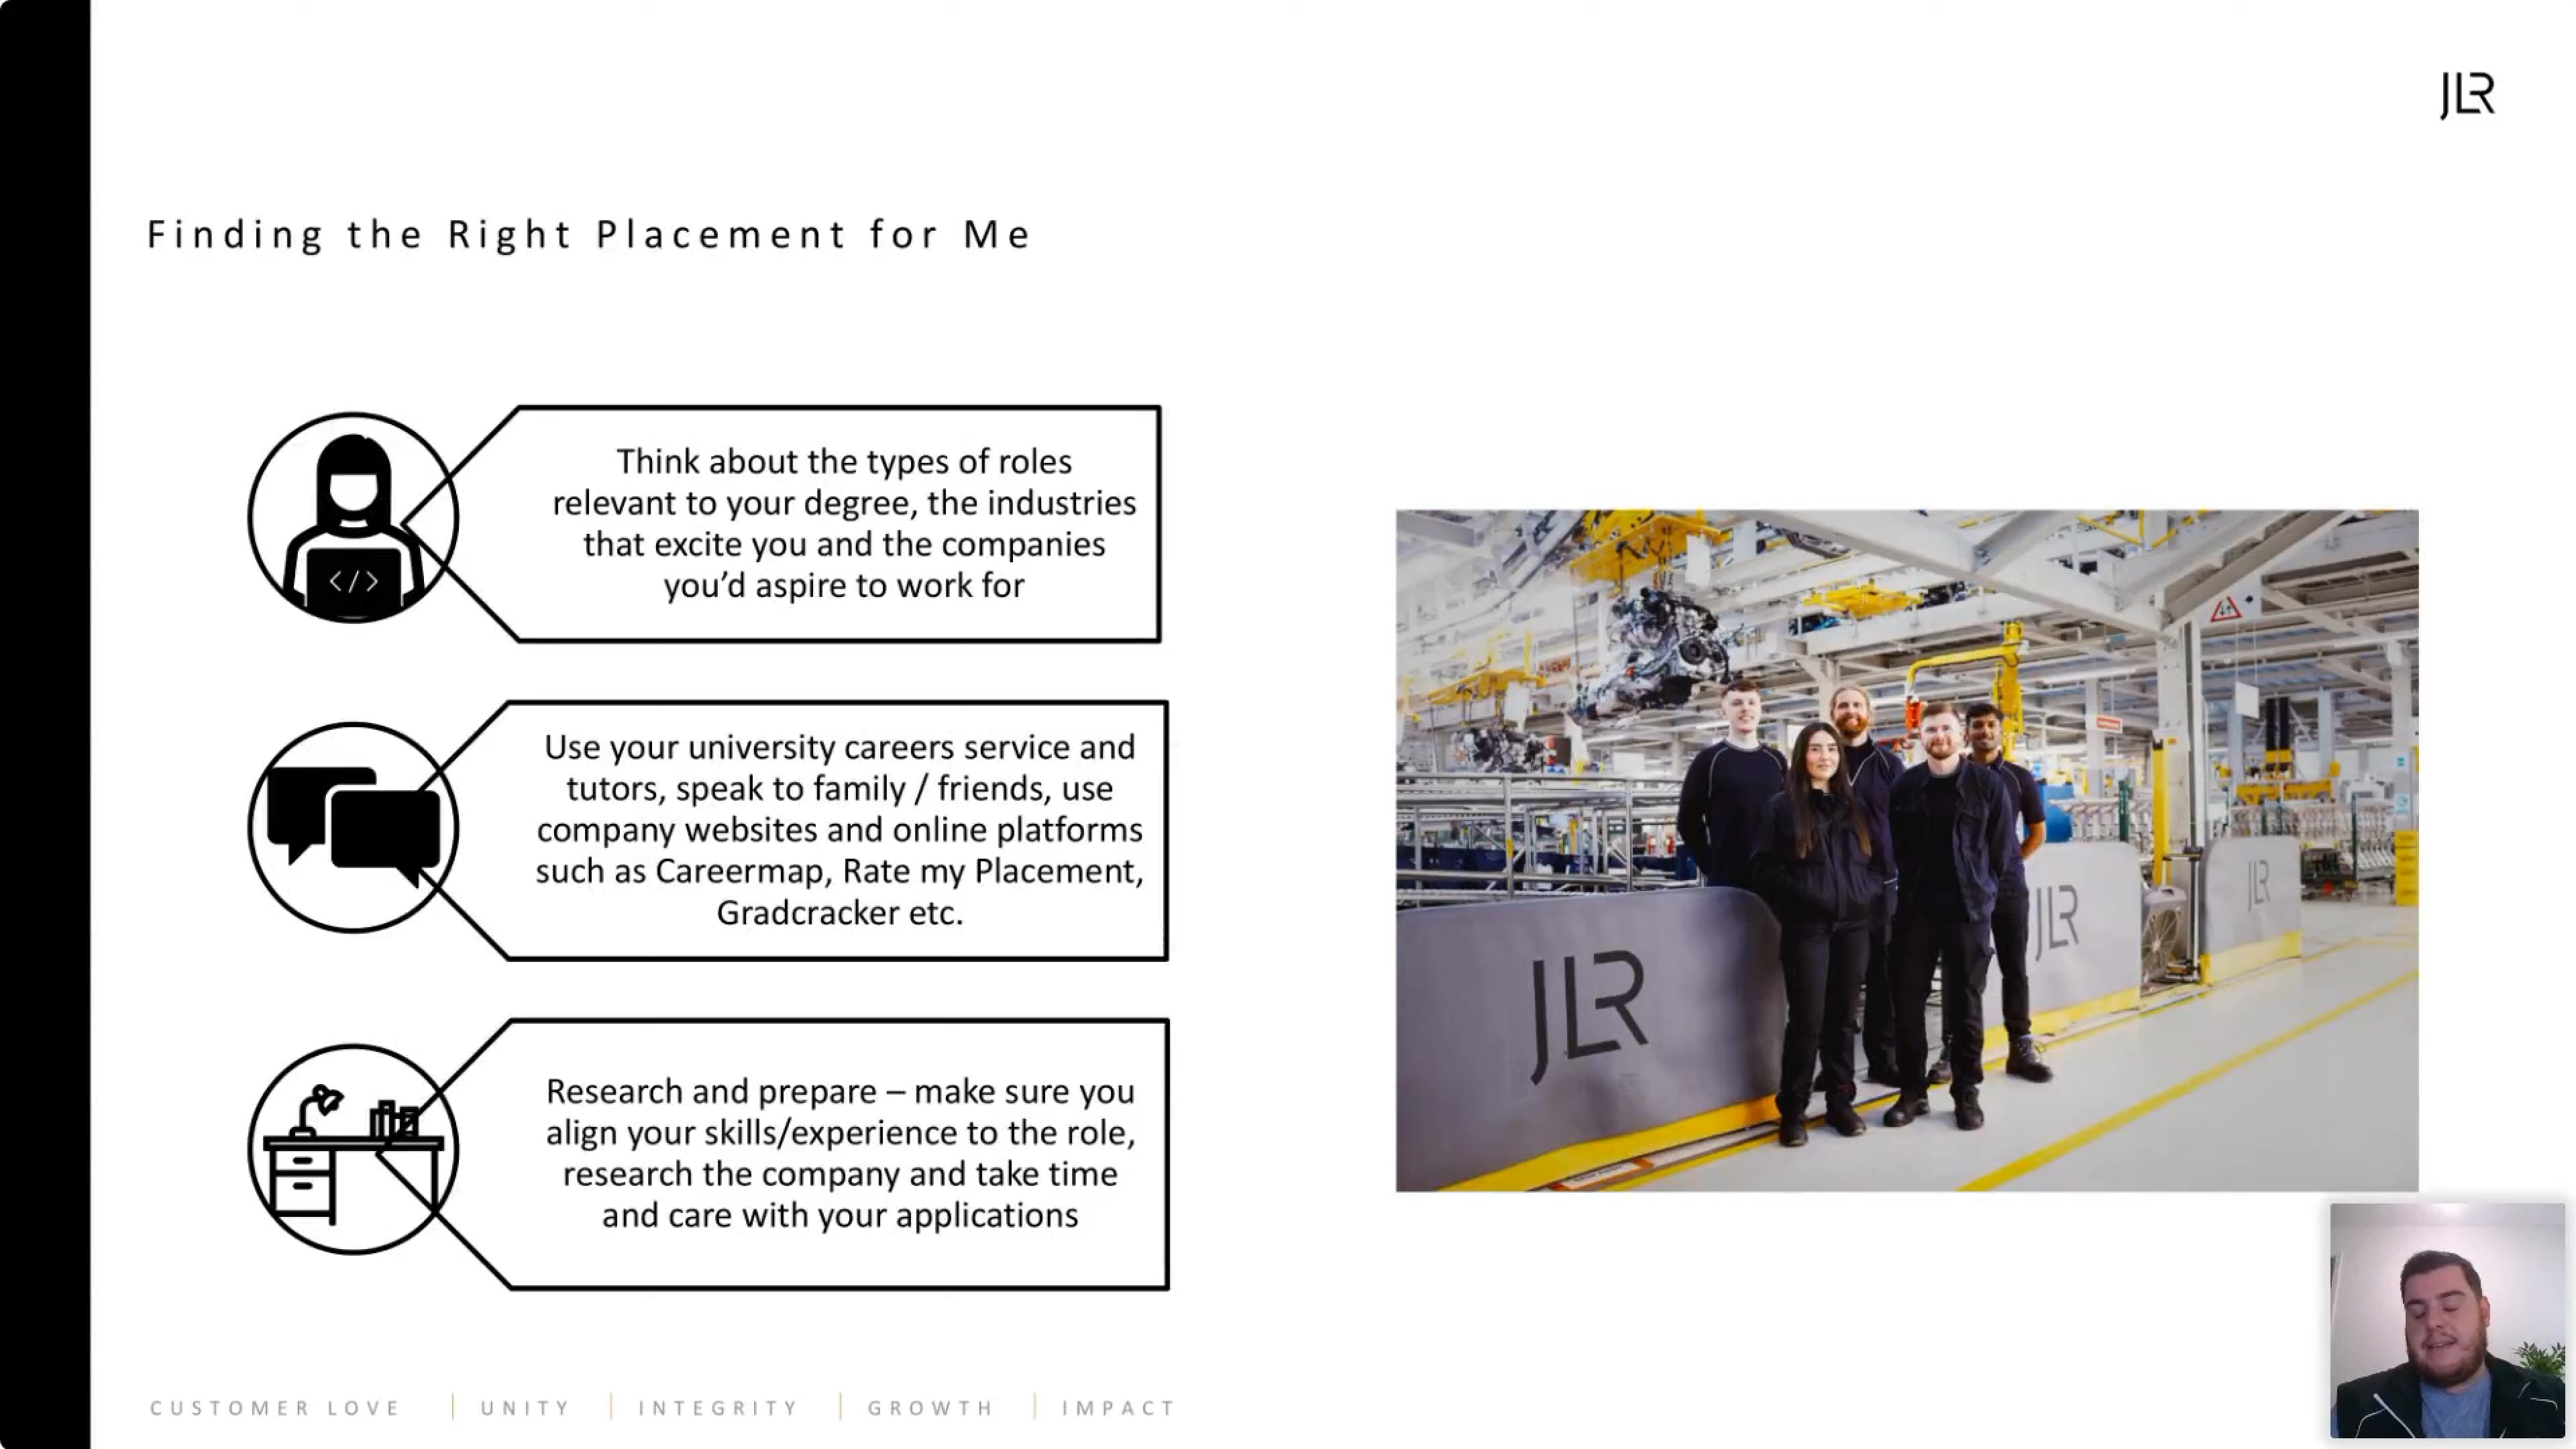 JLR
Finding the Right Placement for Me
Think about the types of roles
relevant to your degree, the industries
that excite you and the companies
you’d aspire to work for
</>
Use your university careers service and
tutors, speak to family / friends, use
company websites and online platforms
such as Careermap, Rate my Placement,
Gradcracker etc.
Research and prepare – make sure you
align your skills/experience to the role,
research the company and take time
and care with your applications
JLR
JLR
JLR
CUSTOMER LOVE | UNITY | INTEGRITY | GROWTH | IMPACT